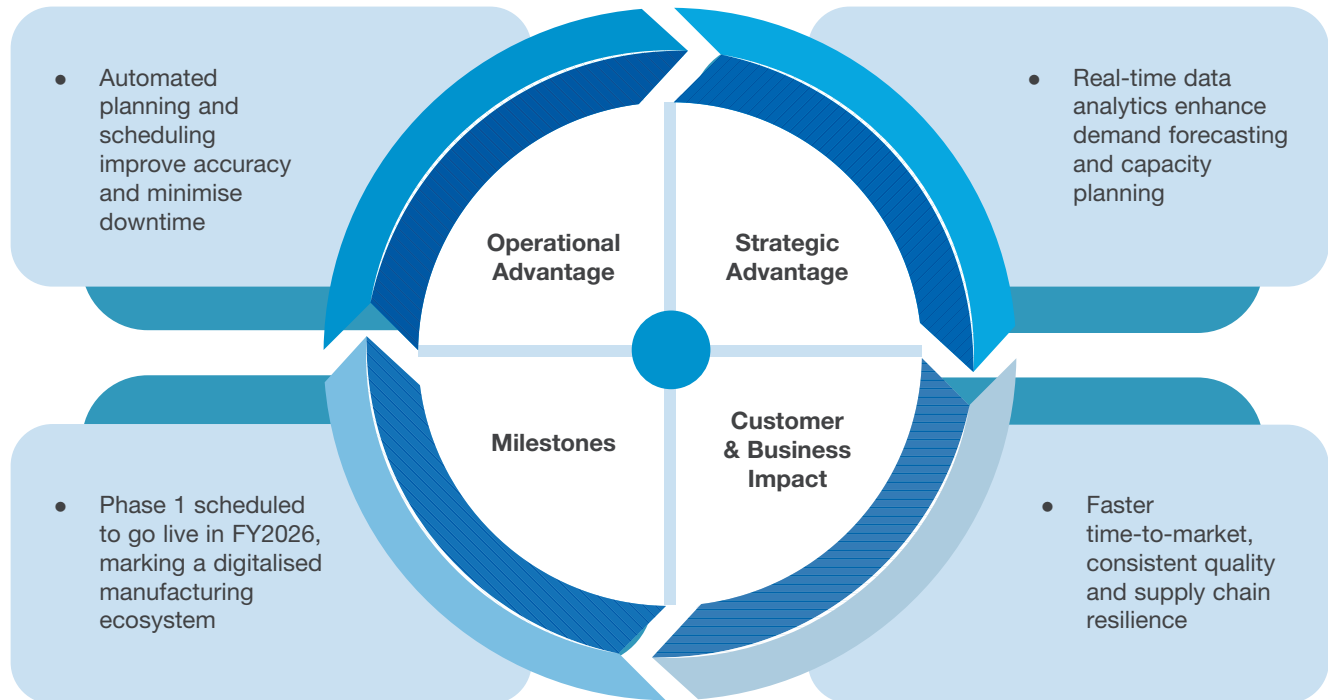 ● Automated
planning and
scheduling
improve accuracy
and minimise
downtime
Operational
Advantage
Strategic
Advantage
● Real-time data
analytics enhance
demand forecasting
and capacity
planning
Milestones
Customer
& Business
Impact
● Phase 1 scheduled
to go live in FY2026,
marking a digitalised
manufacturing
ecosystem
● Faster
time-to-market,
consistent quality
and supply chain
resilience